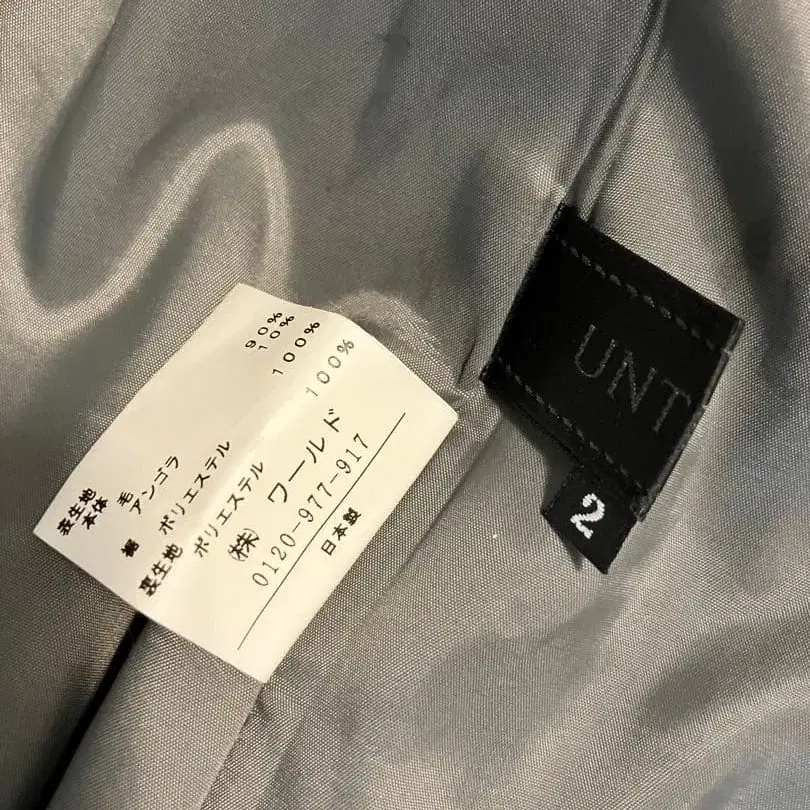 表生地
本体 毛 90%
アンゴラ 10%
裾 ポリエステル 100%
裏生地 ポリエステル 100%
㈱ ワールド
0120-977-917
日本製
UNT
2